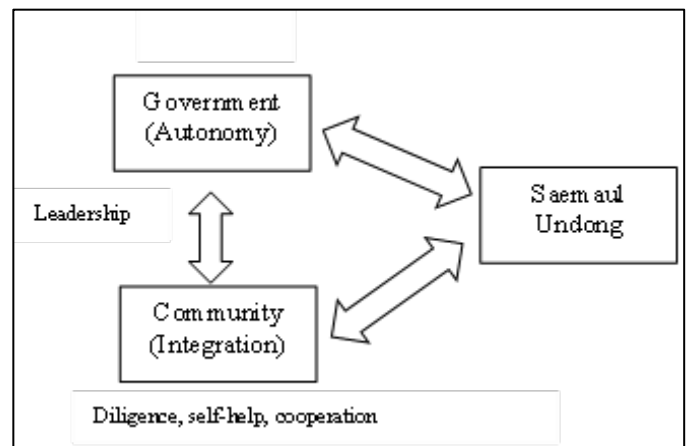 Government
(Autonomy)
Saemaul
Undong
Leadership
Community
(Integration)
Diligence, self-help, cooperation